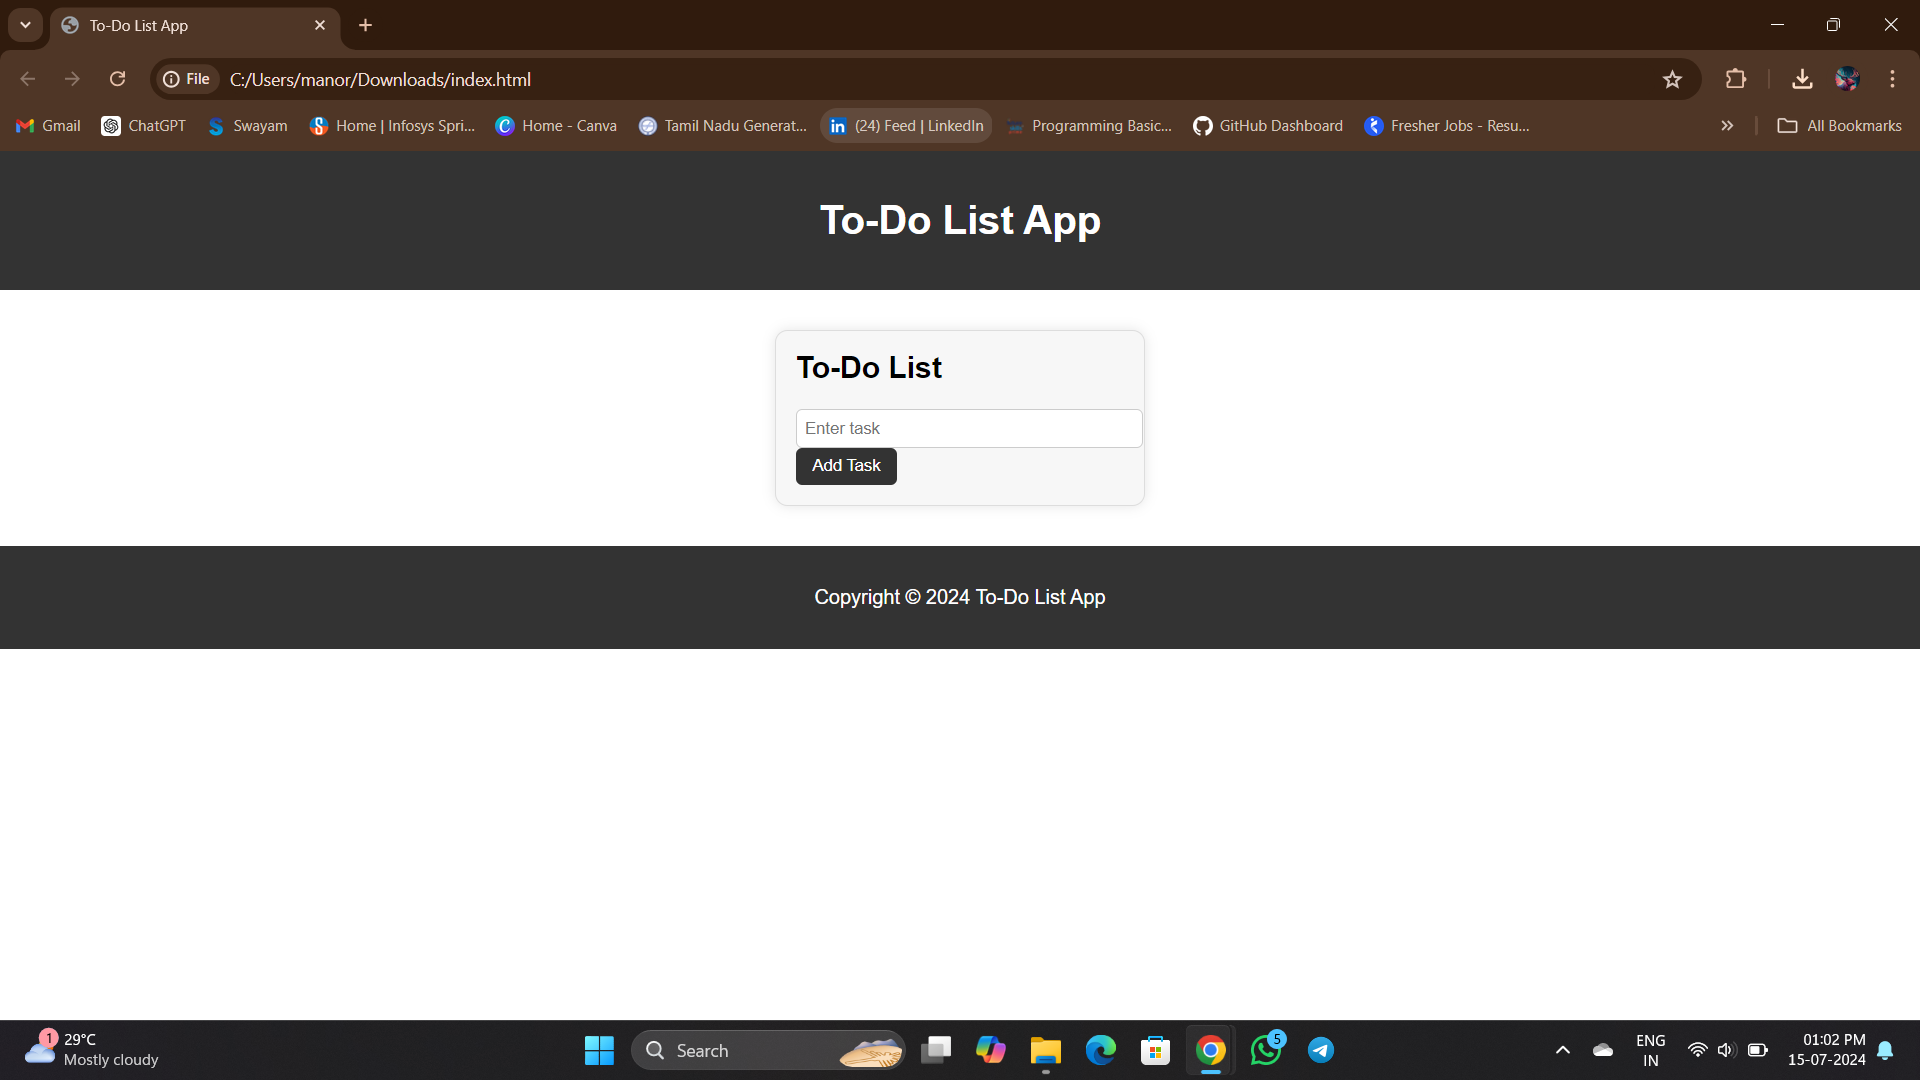 To-Do List App
File
C:/Users/manor/Downloads/index.html
Gmail
ChatGPT
Swayam
Home | Infosys Spri...
Home - Canva
Tamil Nadu Generat...
(24) Feed | LinkedIn
Programming Basic...
GitHub Dashboard
Fresher Jobs - Resu...
All Bookmarks
To-Do List App
To-Do List
Enter task
Add Task
Copyright © 2024 To-Do List App
1
29°C
Mostly cloudy
Search
5
ENG
IN
01:02 PM
15-07-2024